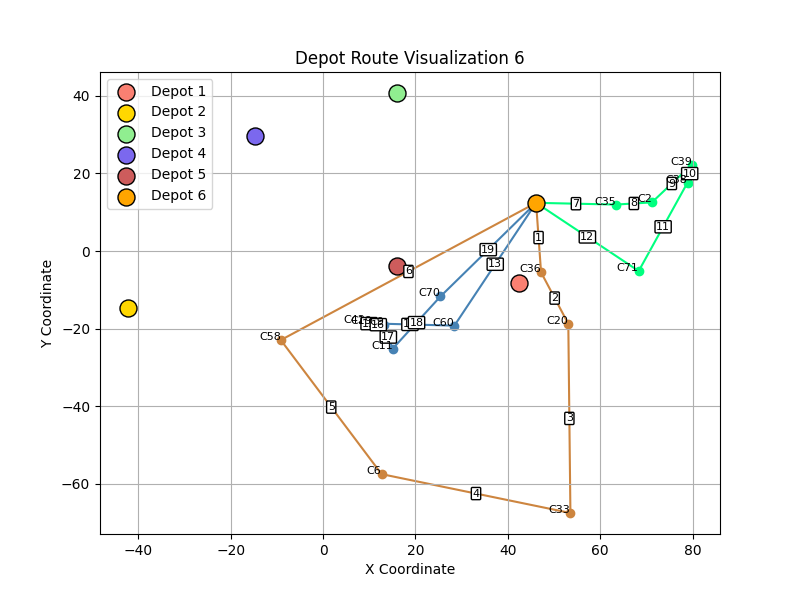 Depot Route Visualization 6
Depot 1
Depot 2
Depot 3
Depot 4
Depot 5
Depot 6
Y Coordinate
40
20
0
−20
−40
−60
−40
−20
0
20
40
60
80
X Coordinate
C39
C38
10
9
C35
8
C2
7
11
12
C71
1
19
13
6
C36
2
C70
C20
C60
18
17
C11
C58
5
3
C6
4
C33